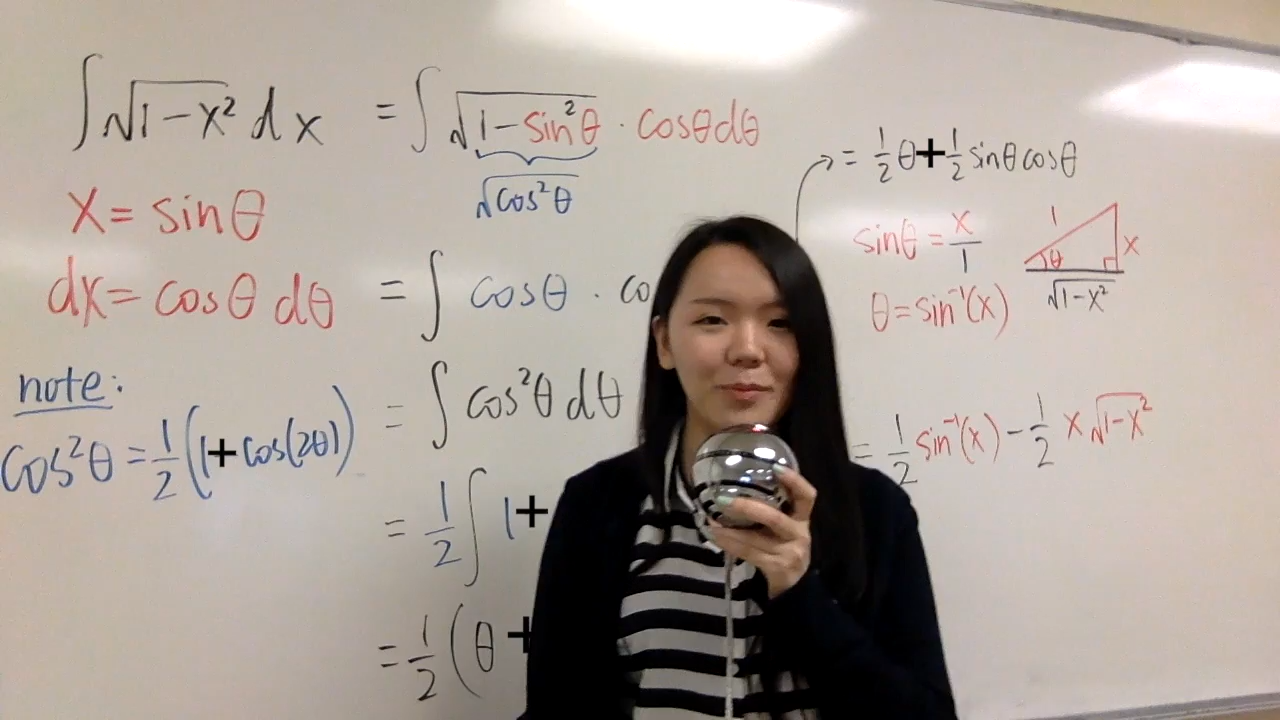 ∫√(1-x²) dx = ∫√(1-sin²θ) · cosθdθ
√(cos²θ)
x = sinθ
dx = cosθ dθ
= ∫ cosθ · co
note:
cos²θ = 1/2 (1+cos(2θ))
= ∫ cos²θ dθ
= 1/2 ∫ 1+
= 1/2 (θ +
= 1/2 θ + 1/2 sinθ cosθ
sinθ = x/1
1
θ
x
√(1-x²)
θ = sin⁻¹(x)
= 1/2 sin⁻¹(x) - 1/2 x √(1-x²)